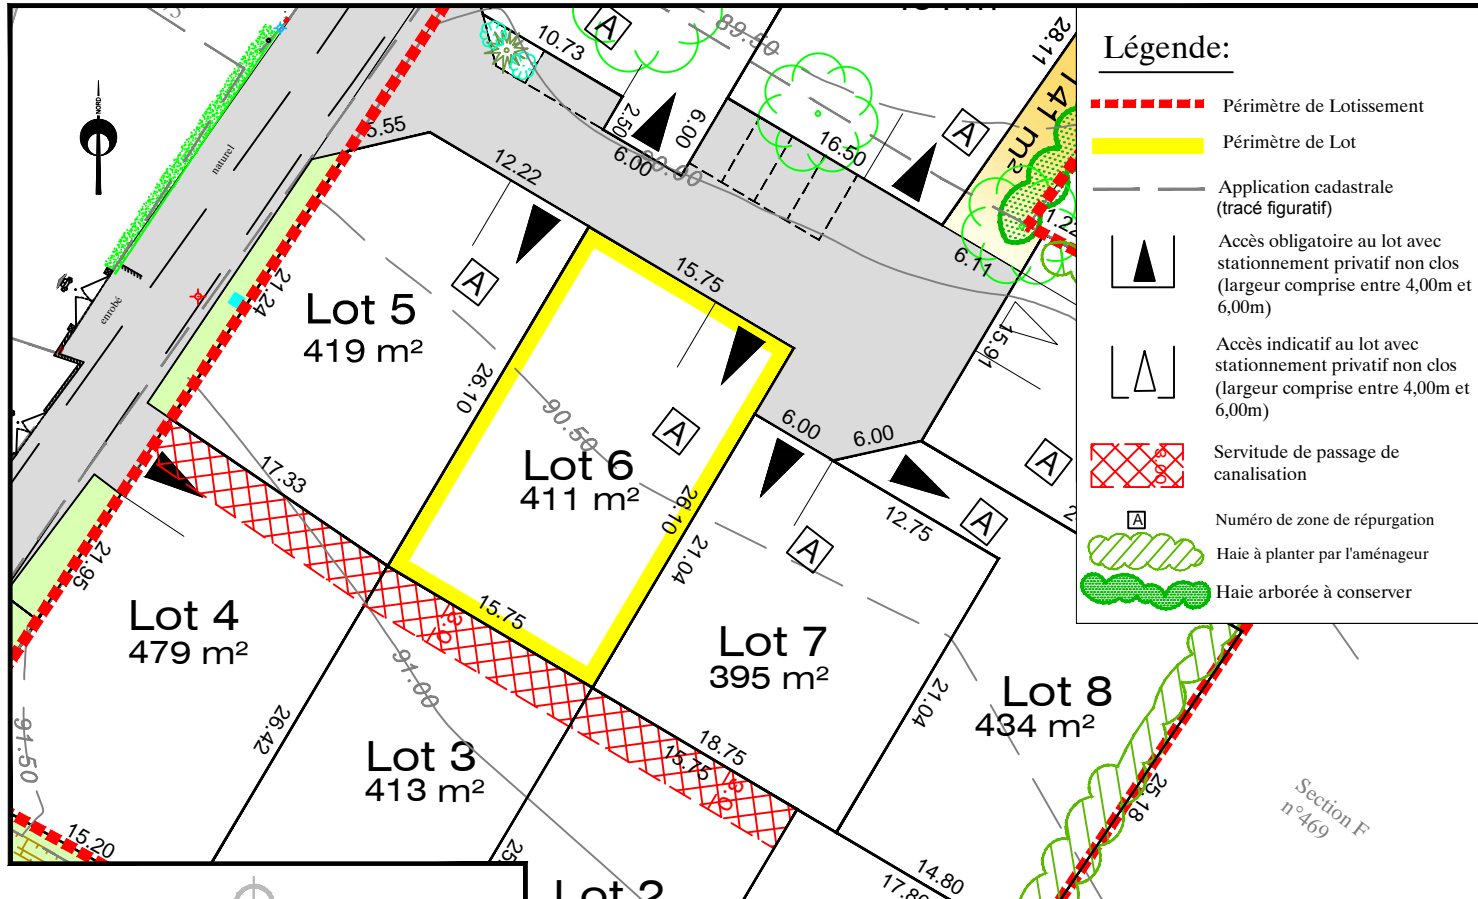 Légende:
Périmètre de Lotissement
Périmètre de Lot
Application cadastrale
(tracé figuratif)
Accès obligatoire au lot avec
stationnement privatif non clos
(largeur comprise entre 4,00m et
6,00m)
Accès indicatif au lot avec
stationnement privatif non clos
(largeur comprise entre 4,00m et
6,00m)
Servitude de passage de
canalisation
A
Numéro de zone de répurgation
Haie à planter par l'aménageur
Haie arborée à conserver
NORD
naturel
enrobé
10.73
A
89.90
28.11
141 m²
2.50
6.00
6.00
16.50
A
5.55
12.22
6.11
15.91
21.24
Lot 5
419 m²
A
15.75
26.10
90.50
A
Lot 6
411 m²
26.10
21.04
15.75
6.00
6.00
A
12.75
A
A
17.33
21.95
Lot 4
479 m²
91.00
Lot 7
395 m²
21.04
Lot 8
434 m²
26.42
91.50
Lot 3
413 m²
18.75
15.75
25.18
Section F
n°469
15.20
14.80
Lot 2